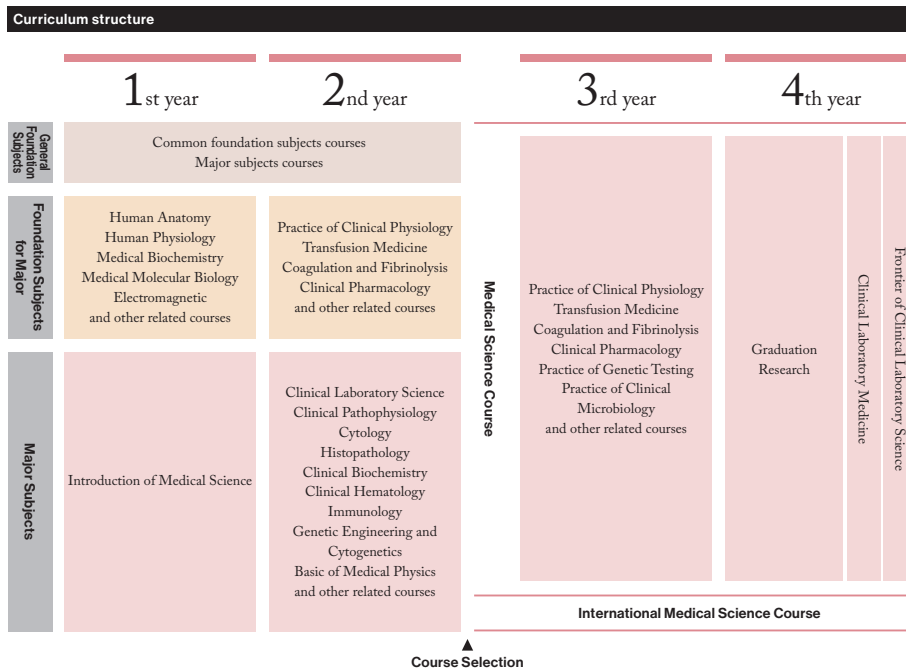 Curriculum structure
1st year
2nd year
3rd year
4th year
General
Foundation
Subjects
Common foundation subjects courses
Major subjects courses
Foundation Subjects
for Major
Human Anatomy
Human Physiology
Medical Biochemistry
Medical Molecular Biology
Electromagnetic
and other related courses
Practice of Clinical Physiology
Transfusion Medicine
Coagulation and Fibrinolysis
Clinical Pharmacology
and other related courses
Major Subjects
Introduction of Medical Science
Clinical Laboratory Science
Clinical Pathophysiology
Cytology
Histopathology
Clinical Biochemistry
Clinical Hematology
Immunology
Genetic Engineering and
Cytogenetics
Basic of Medical Physics
and other related courses
Medical Science Course
Practice of Clinical Physiology
Transfusion Medicine
Coagulation and Fibrinolysis
Clinical Pharmacology
Practice of Genetic Testing
Practice of Clinical
Microbiology
and other related courses
Graduation
Research
Clinical Laboratory Medicine
Frontier of Clinical Laboratory Science
International Medical Science Course
▲
Course Selection